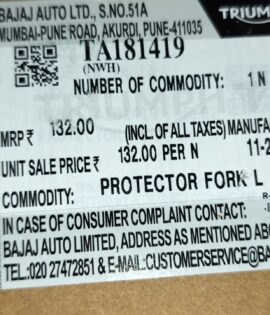 BAJAJ AUTO LTD., S.NO.51A
TRIUM
MUMBAI-PUNE ROAD, AKURDI, PUNE-411035
TA181419
(NWH)
NUMBER OF COMMODITY: 1 N
MRP ₹ 132.00 (INCL.OF ALL TAXES) MANUFA
UNIT SALE PRICE ₹ 132.00 PER N 11-2
COMMODITY: PROTECTOR FORK L
IN CASE OF CONSUMER COMPLAINT CONTACT:
BAJAJ AUTO LIMITED, ADDRESS AS MENTIONED ABO
TEL.:020 27472851 & E-MAIL:CUSTOMERSERVICE@BA